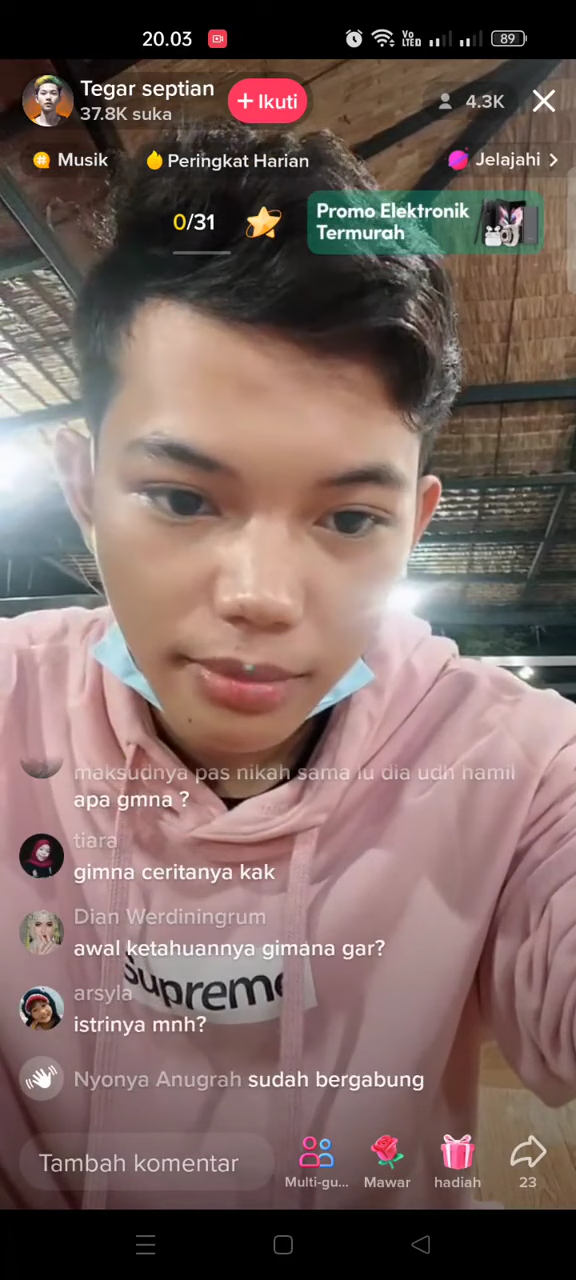 20.03
Vo
LTED
89
Tegar septian
37.8K suka
+ Ikuti
4.3K
Musik
Peringkat Harian
Jelajahi >
0/31
Promo Elektronik
Termurah
maksudnya pas nikah sama lu dia udh hamil
apa gmna ?
tiara
gimna ceritanya kak
Dian Werdiningrum
awal ketahuannya gimana gar?
Supreme
arsyla
istrinya mnh?
Nyonya Anugrah sudah bergabung
Tambah komentar
Multi-gu...
Mawar
hadiah
23